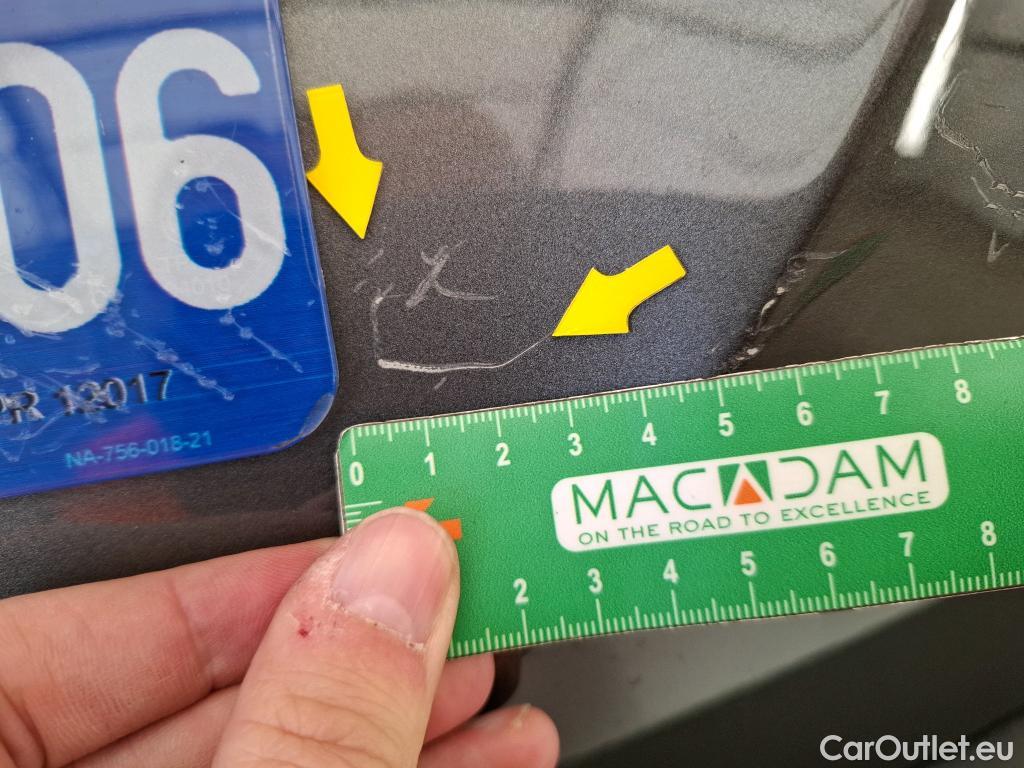 06
PR 13017
NA-756-018-21
0 1 2 3 4 5 6 7 8
MACADAM
ON THE ROAD TO EXCELLENCE
2 3 4 5 6 7 8
CarOutlet.eu